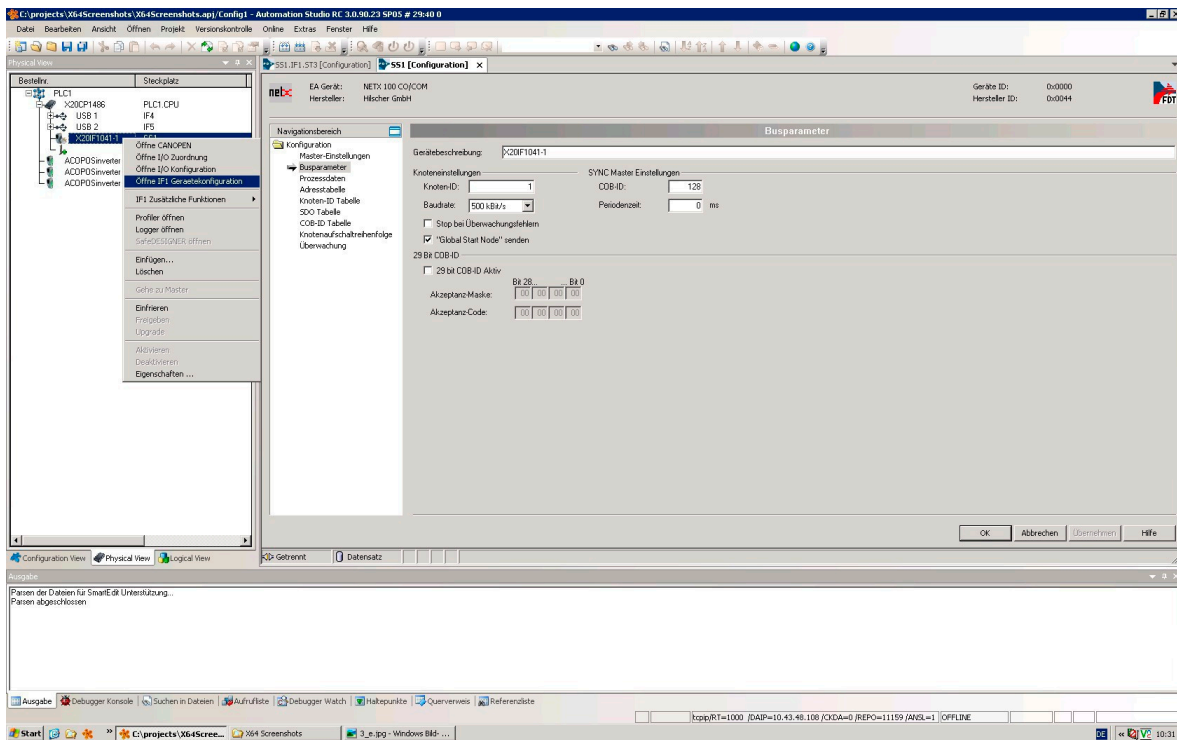 C:\projects\X64Screenshots\X64Screenshots.apj/Config1 - Automation Studio RC 3.0.90.23 SP05 # 29:40 0
Datei Bearbeiten Ansicht Öffnen Projekt Versionskontrolle Online Extras Fenster Hilfe
Physical View
SS1.IF1.ST3 [Configuration] SS1 [Configuration] x
Bestellnr. Steckplatz
PLC1
X20CP1486 PLC1.CPU
USB 1 IF4
USB 2 IF5
X20IF1041-1 SS1
ACOPOSinverter
ACOPOSinverter
ACOPOSinverter
Öffne CANOPEN
Öffne I/O Zuordnung
Öffne I/O Konfiguration
Öffne IF1 Geraetekonfiguration
IF1 Zusätzliche Funktionen
Profiler öffnen
Logger öffnen
SafeDESIGNER öffnen
Einfügen...
Löschen
Gehe zu Master
Einfrieren
Freigeben
Upgrade
Aktivieren
Deaktivieren
Eigenschaften ...
Configuration View Physical View Logical View
netx
EA Gerät: NETX 100 CO/COM
Hersteller: Hilscher GmbH
Geräte ID: 0x0000
Hersteller ID: 0x0044
FDT
Navigationsbereich
Konfiguration
Master-Einstellungen
Busparameter
Prozessdaten
Adresstabelle
Knoten-ID Tabelle
SDO Tabelle
COB-ID Tabelle
Knotenaufschaltreihenfolge
Überwachung
Busparameter
Gerätebeschreibung: X20IF1041-1
Knoteneinstellungen SYNC Master Einstellungen
Knoten-ID: 1 COB-ID: 128
Baudrate: 500 kBit/s Periodenzeit: 0 ms
Stop bei Überwachungsfehlern
"Global Start Node" senden
29 Bit COB-ID
29 bit COB-ID Aktiv
Bit 28... ... Bit 0
Akzeptanz-Maske: 00 00 00 00
Akzeptanz-Code: 00 00 00 00
OK Abbrechen Übernehmen Hilfe
Getrennt Datensatz
Ausgabe
Parsen der Dateien für SmartEdit Unterstützung...
Parsen abgeschlossen
Ausgabe Debugger Konsole Suchen in Dateien Aufrufliste Debugger Watch Haltepunkte Querverweis Referenzliste
tcpip/RT=1000 /DAIP=10.43.48.108 /CKDA=0 /REPO=11159 /ANSL=1 OFFLINE
Start » C:\projects\X64Scree... X64 Screenshots 3_e.jpg - Windows Bild- ... DE « 10:31